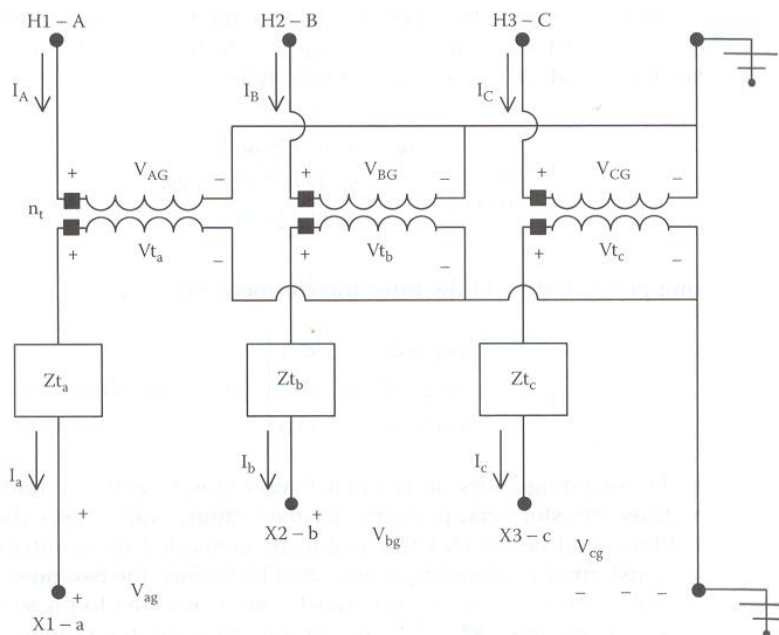 H1 – A H2 – B H3 – C
I_A I_B I_C
+ V_AG – + V_BG – + V_CG –
n_t
+ Vt_a – + Vt_b – + Vt_c –
Zt_a Zt_b Zt_c
I_a I_b I_c
+ +
X2 – b V_bg X3 – c V_cg
+ V_ag – – –
X1 – a